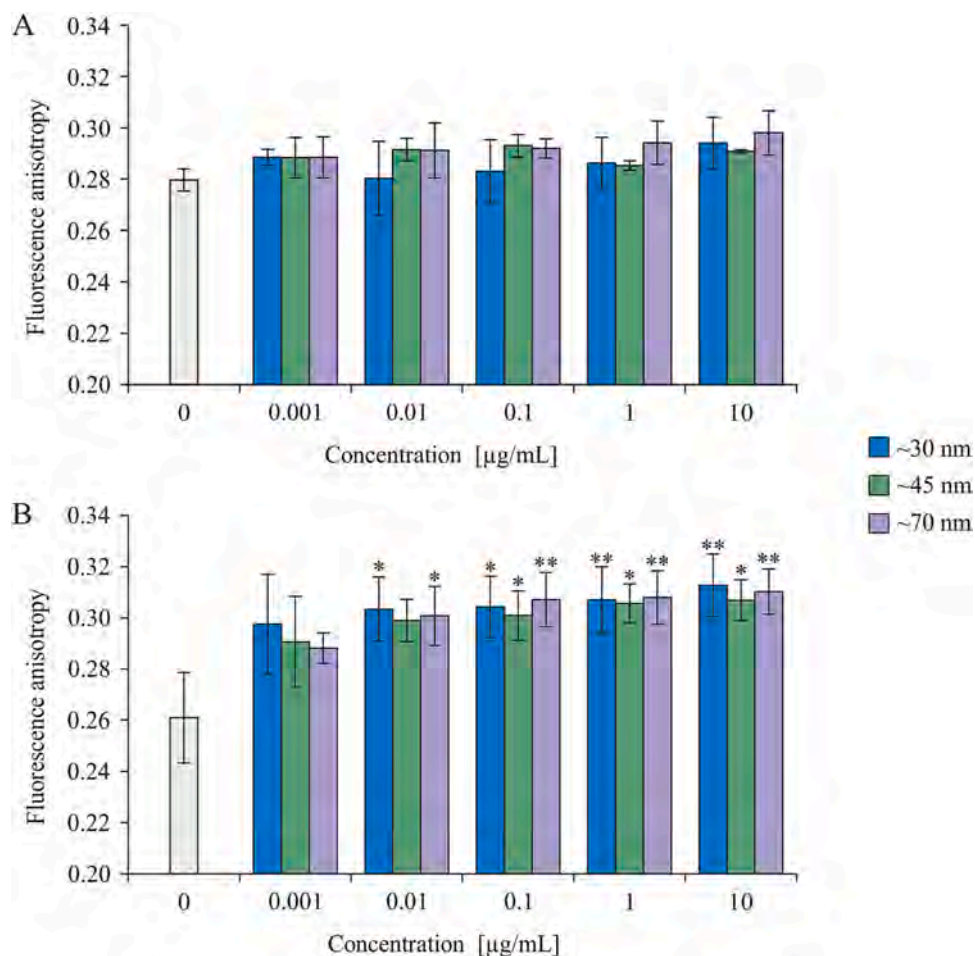 A
0.34
0.32
0.30
0.28
0.26
0.24
0.22
0.20
Fluorescence anisotropy
0 0.001 0.01 0.1 1 10
Concentration [µg/mL]
~30 nm
~45 nm
~70 nm
B
0.34
0.32
0.30
0.28
0.26
0.24
0.22
0.20
Fluorescence anisotropy
* * * * ** ** * ** ** * **
0 0.001 0.01 0.1 1 10
Concentration [µg/mL]